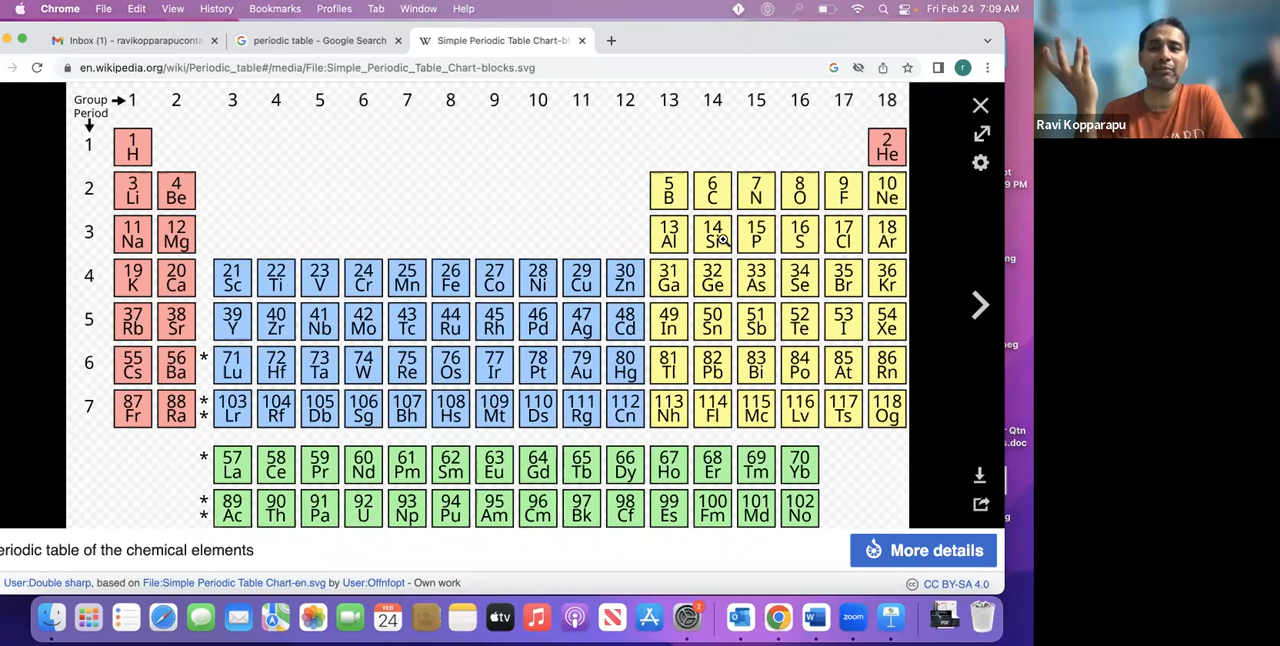 Chrome File Edit View History Bookmarks Profiles Tab Window Help Fri Feb 24 7:09 AM
Inbox (1) - ravikopparapuconta periodic table - Google Search Simple Periodic Table Chart-bl
en.wikipedia.org/wiki/Periodic_table#/media/File:Simple_Periodic_Table_Chart-blocks.svg
Group 1 2 3 4 5 6 7 8 9 10 11 12 13 14 15 16 17 18
Period
1 1 2
H He
2 3 4 5 6 7 8 9 10
Li Be B C N O F Ne
3 11 12 13 14 15 16 17 18
Na Mg Al Si P S Cl Ar
4 19 20 21 22 23 24 25 26 27 28 29 30 31 32 33 34 35 36
K Ca Sc Ti V Cr Mn Fe Co Ni Cu Zn Ga Ge As Se Br Kr
5 37 38 39 40 41 42 43 44 45 46 47 48 49 50 51 52 53 54
Rb Sr Y Zr Nb Mo Tc Ru Rh Pd Ag Cd In Sn Sb Te I Xe
6 55 56 * 71 72 73 74 75 76 77 78 79 80 81 82 83 84 85 86
Cs Ba Lu Hf Ta W Re Os Ir Pt Au Hg Tl Pb Bi Po At Rn
7 87 88 * 103 104 105 106 107 108 109 110 111 112 113 114 115 116 117 118
Fr Ra * Lr Rf Db Sg Bh Hs Mt Ds Rg Cn Nh Fl Mc Lv Ts Og
* 57 58 59 60 61 62 63 64 65 66 67 68 69 70
La Ce Pr Nd Pm Sm Eu Gd Tb Dy Ho Er Tm Yb
* 89 90 91 92 93 94 95 96 97 98 99 100 101 102
* Ac Th Pa U Np Pu Am Cm Bk Cf Es Fm Md No
eriodic table of the chemical elements
More details
User:Double sharp, based on File:Simple Periodic Table Chart-en.svg by User:Offnfopt - Own work
CC BY-SA 4.0
FEB
24
tv
zoom
Ravi Kopparapu
9 PM
Qtn
s.doc